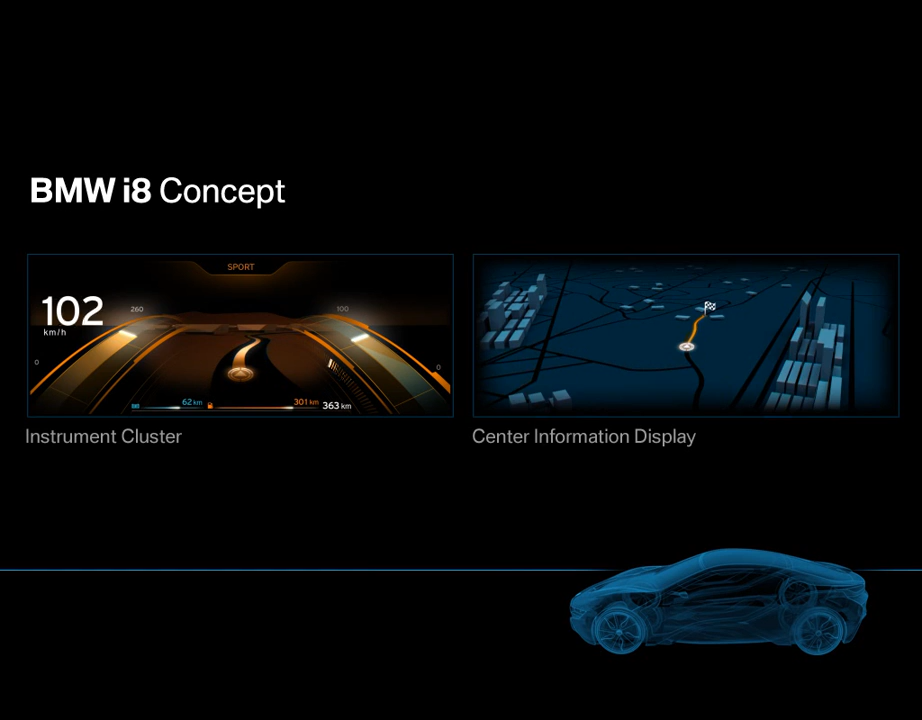 BMW i8 Concept
SPORT
102
km/h
260
100
0
0
62 km
301 km
363 km
Instrument Cluster
Center Information Display